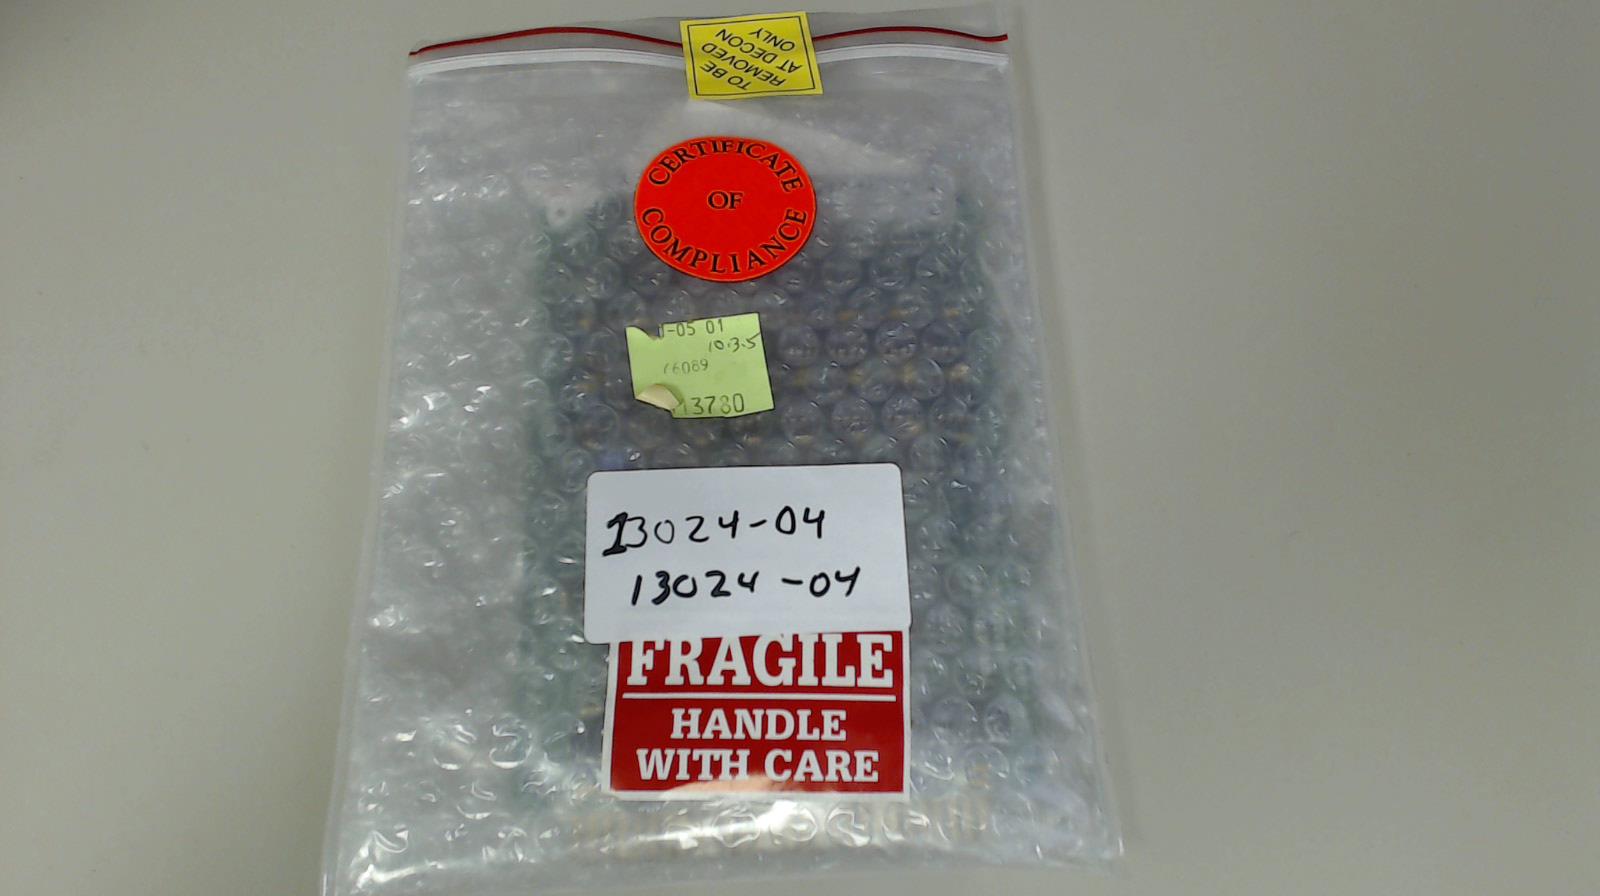 TO BE
REMOVED
AT DECON
ONLY
CERTIFICATE
OF
COMPLIANCE
-05 01
10.3.5
6089
13780
13024-04
13024-04
FRAGILE
HANDLE
WITH CARE